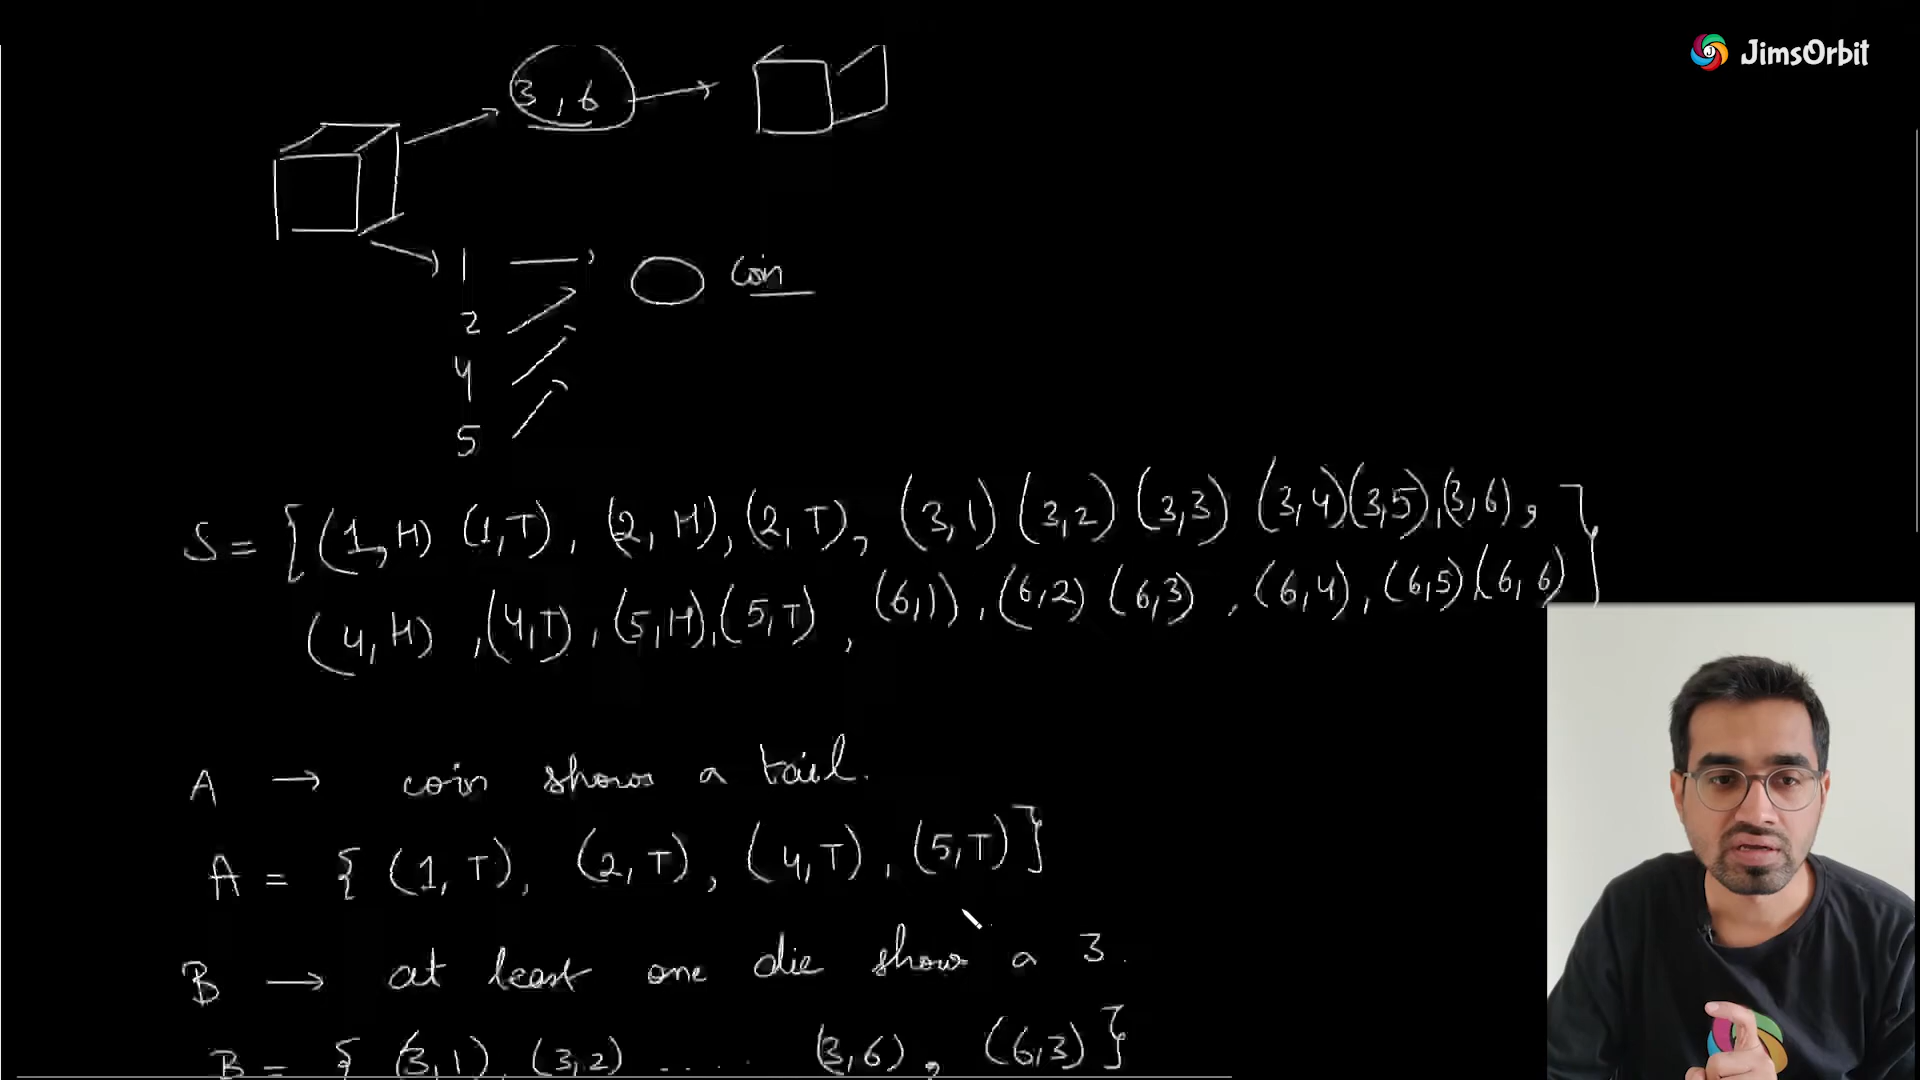 JimsOrbit
3, 6
1
coin
2
4
5
S = {(1,H) (1,T), (2,H), (2,T), (3,1) (3,2) (3,3) (3,4)(3,5),(3,6), }
(4,H) ,(4,T), (5,H),(5,T), (6,1), (6,2) (6,3) , (6,4), (6,5),(6,6)
A → coin shows a tail.
A = { (1,T), (2,T), (4,T), (5,T)}
B → at least one die show a 3.
B = { (3,1), (3,2) .... (3,6), (6,3)}